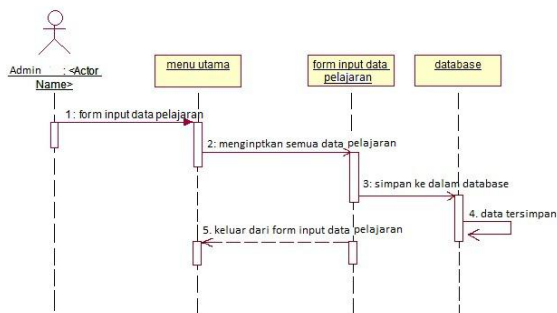 Admin : <Actor
Name>
menu utama
form input data
pelajaran
database
1: form input data pelajaran
2: menginptkan semua data pelajaran
3: simpan ke dalam database
4. data tersimpan
5. keluar dari form input data pelajaran